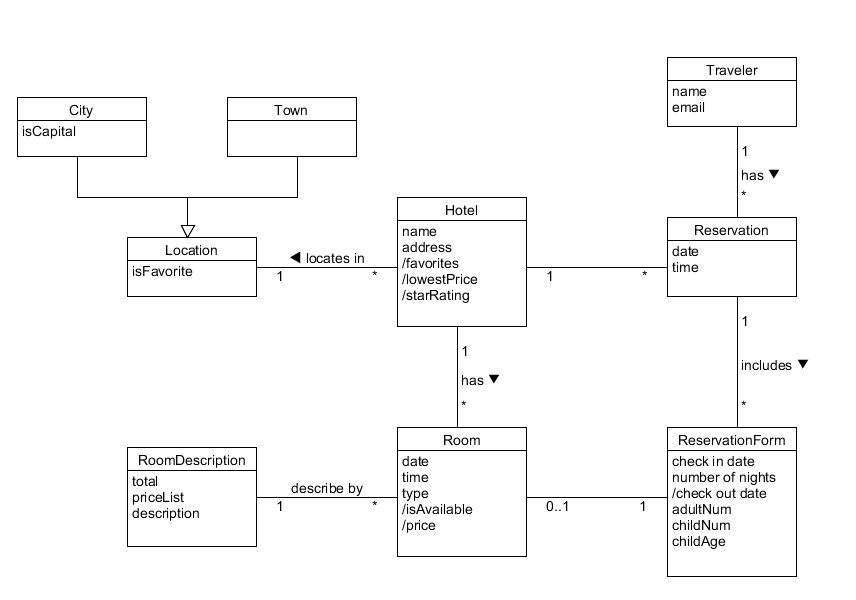 Traveler
name
email
City
isCapital
Town
1
has ▼
*
Hotel
name
address
/favorites
/lowestPrice
/starRating
Reservation
date
time
Location
isFavorite
◀ locates in
1
*
1
*
1
has ▼
*
1
includes ▼
*
RoomDescription
total
priceList
description
describe by
1
*
Room
date
time
type
/isAvailable
/price
0..1
1
ReservationForm
check in date
number of nights
/check out date
adultNum
childNum
childAge